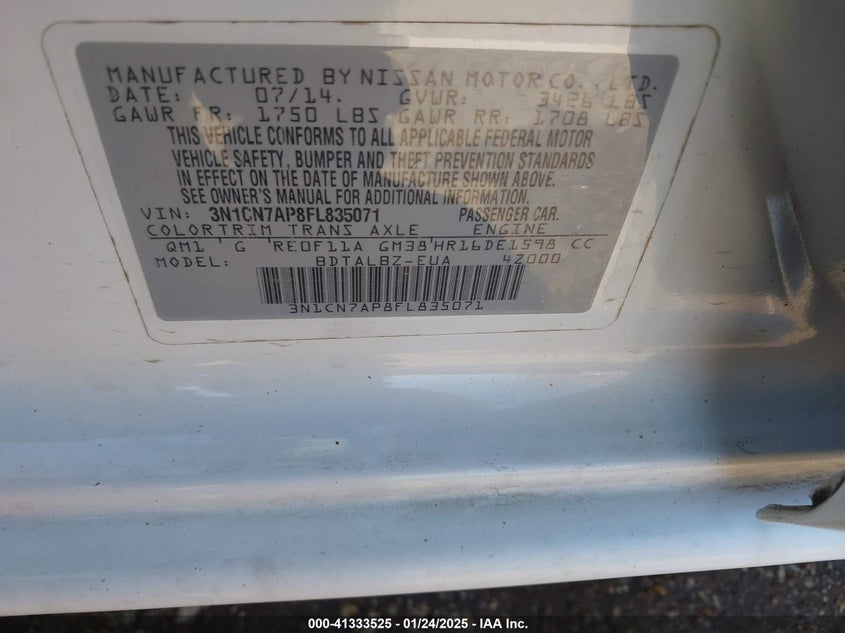 MANUFACTURED BY NISSAN MOTOR CO., LTD.
DATE: 07/14. GVWR: 3426 LBS
GAWR FR: 1750 LBS GAWR RR: 1708 LBS
THIS VEHICLE CONFORMS TO ALL APPLICABLE FEDERAL MOTOR
VEHICLE SAFETY, BUMPER AND THEFT PREVENTION STANDARDS
IN EFFECT ON THE DATE OF MANUFACTURE SHOWN ABOVE.
SEE OWNER'S MANUAL FOR ADDITIONAL INFORMATION.
VIN: 3N1CN7AP8FL835071 PASSENGER CAR.
COLOR TRIM TRANS AXLE ENGINE
QM1 G RE0F11A GM38 HR16DE1598 CC
MODEL: BDTALBZ-EUA 4Z000
3N1CN7AP8FL835071
000-41333525 - 01/24/2025 - IAA Inc.